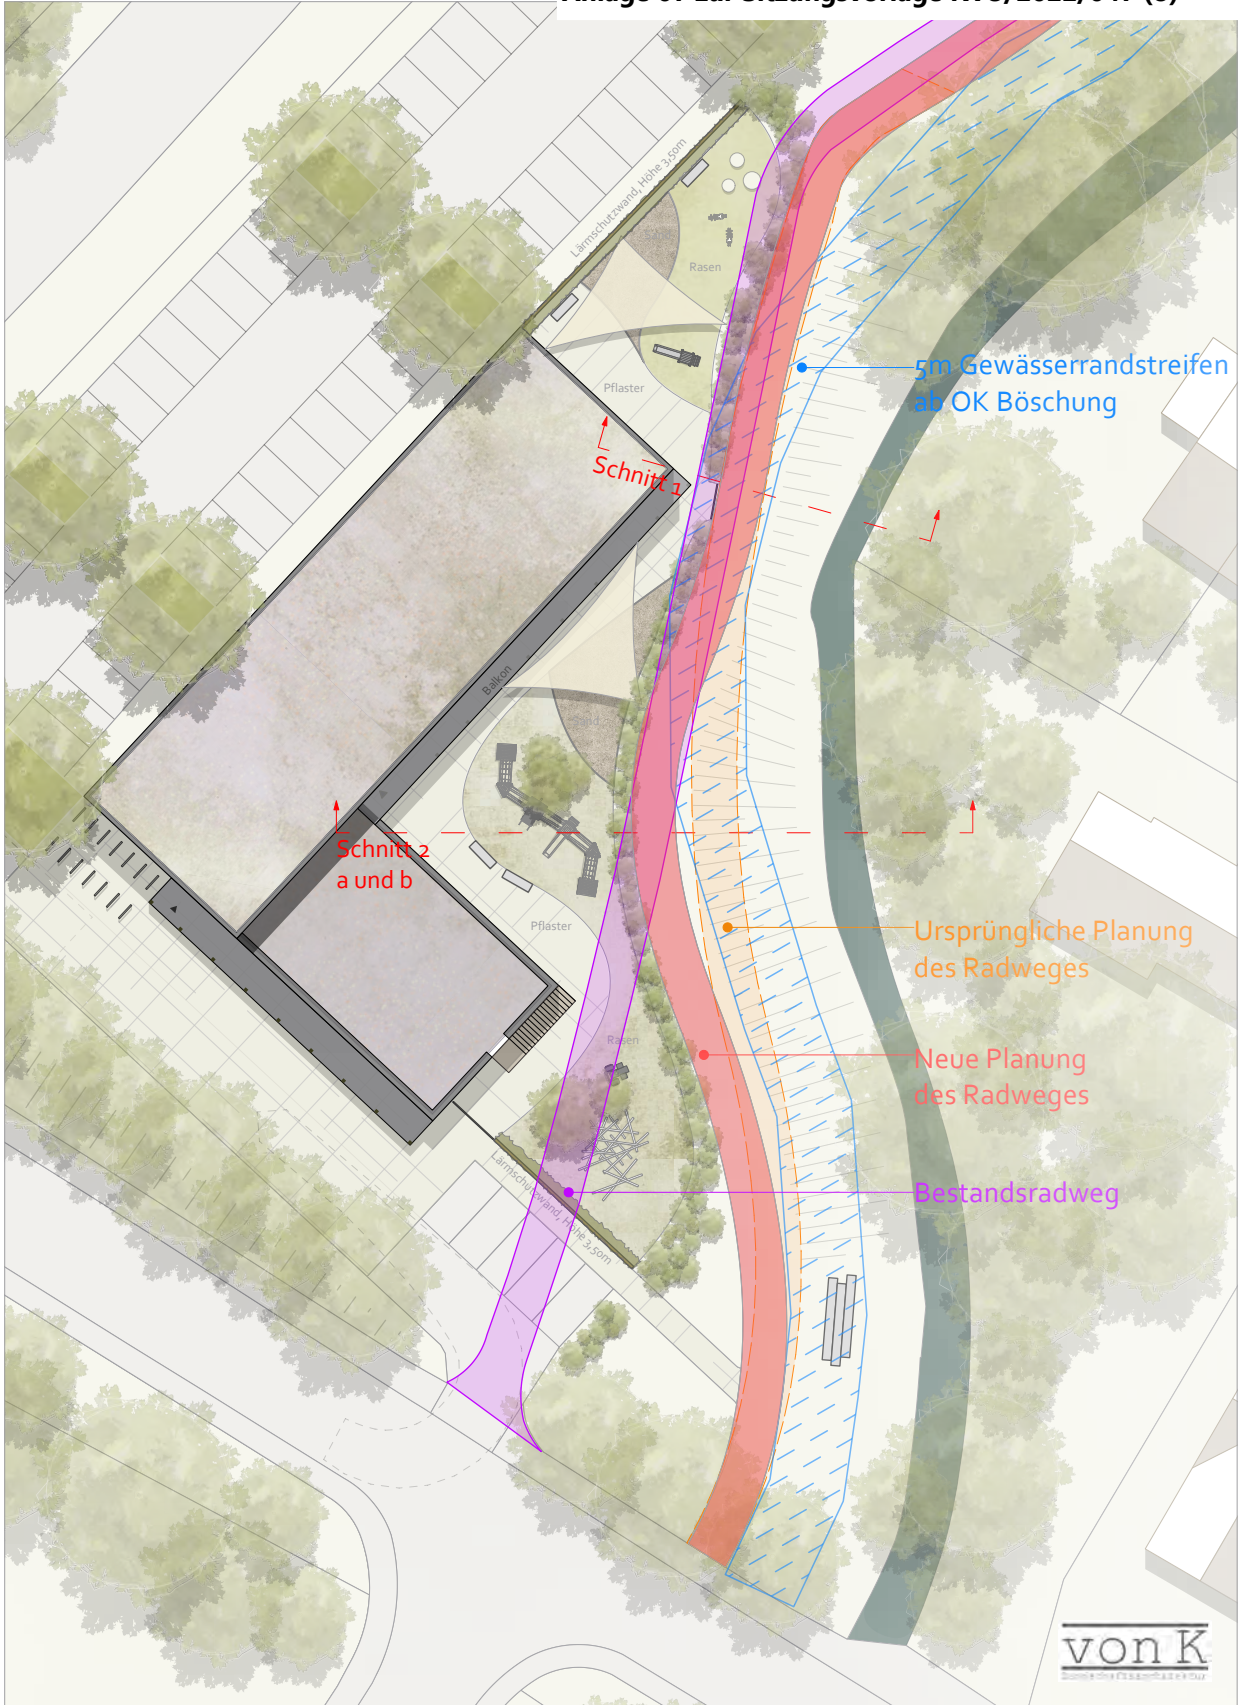 Lärmschutzwand, Höhe 3,50m
Rasen
Pflaster
5m Gewässerrandstreifen
ab OK Böschung
Schnitt 1
Balkon
Sand
Schnitt 2
a und b
Pflaster
Ursprüngliche Planung
des Radweges
Rasen
Neue Planung
des Radweges
Lärmschutzwand, Höhe 3,50m
Bestandsradweg
von K